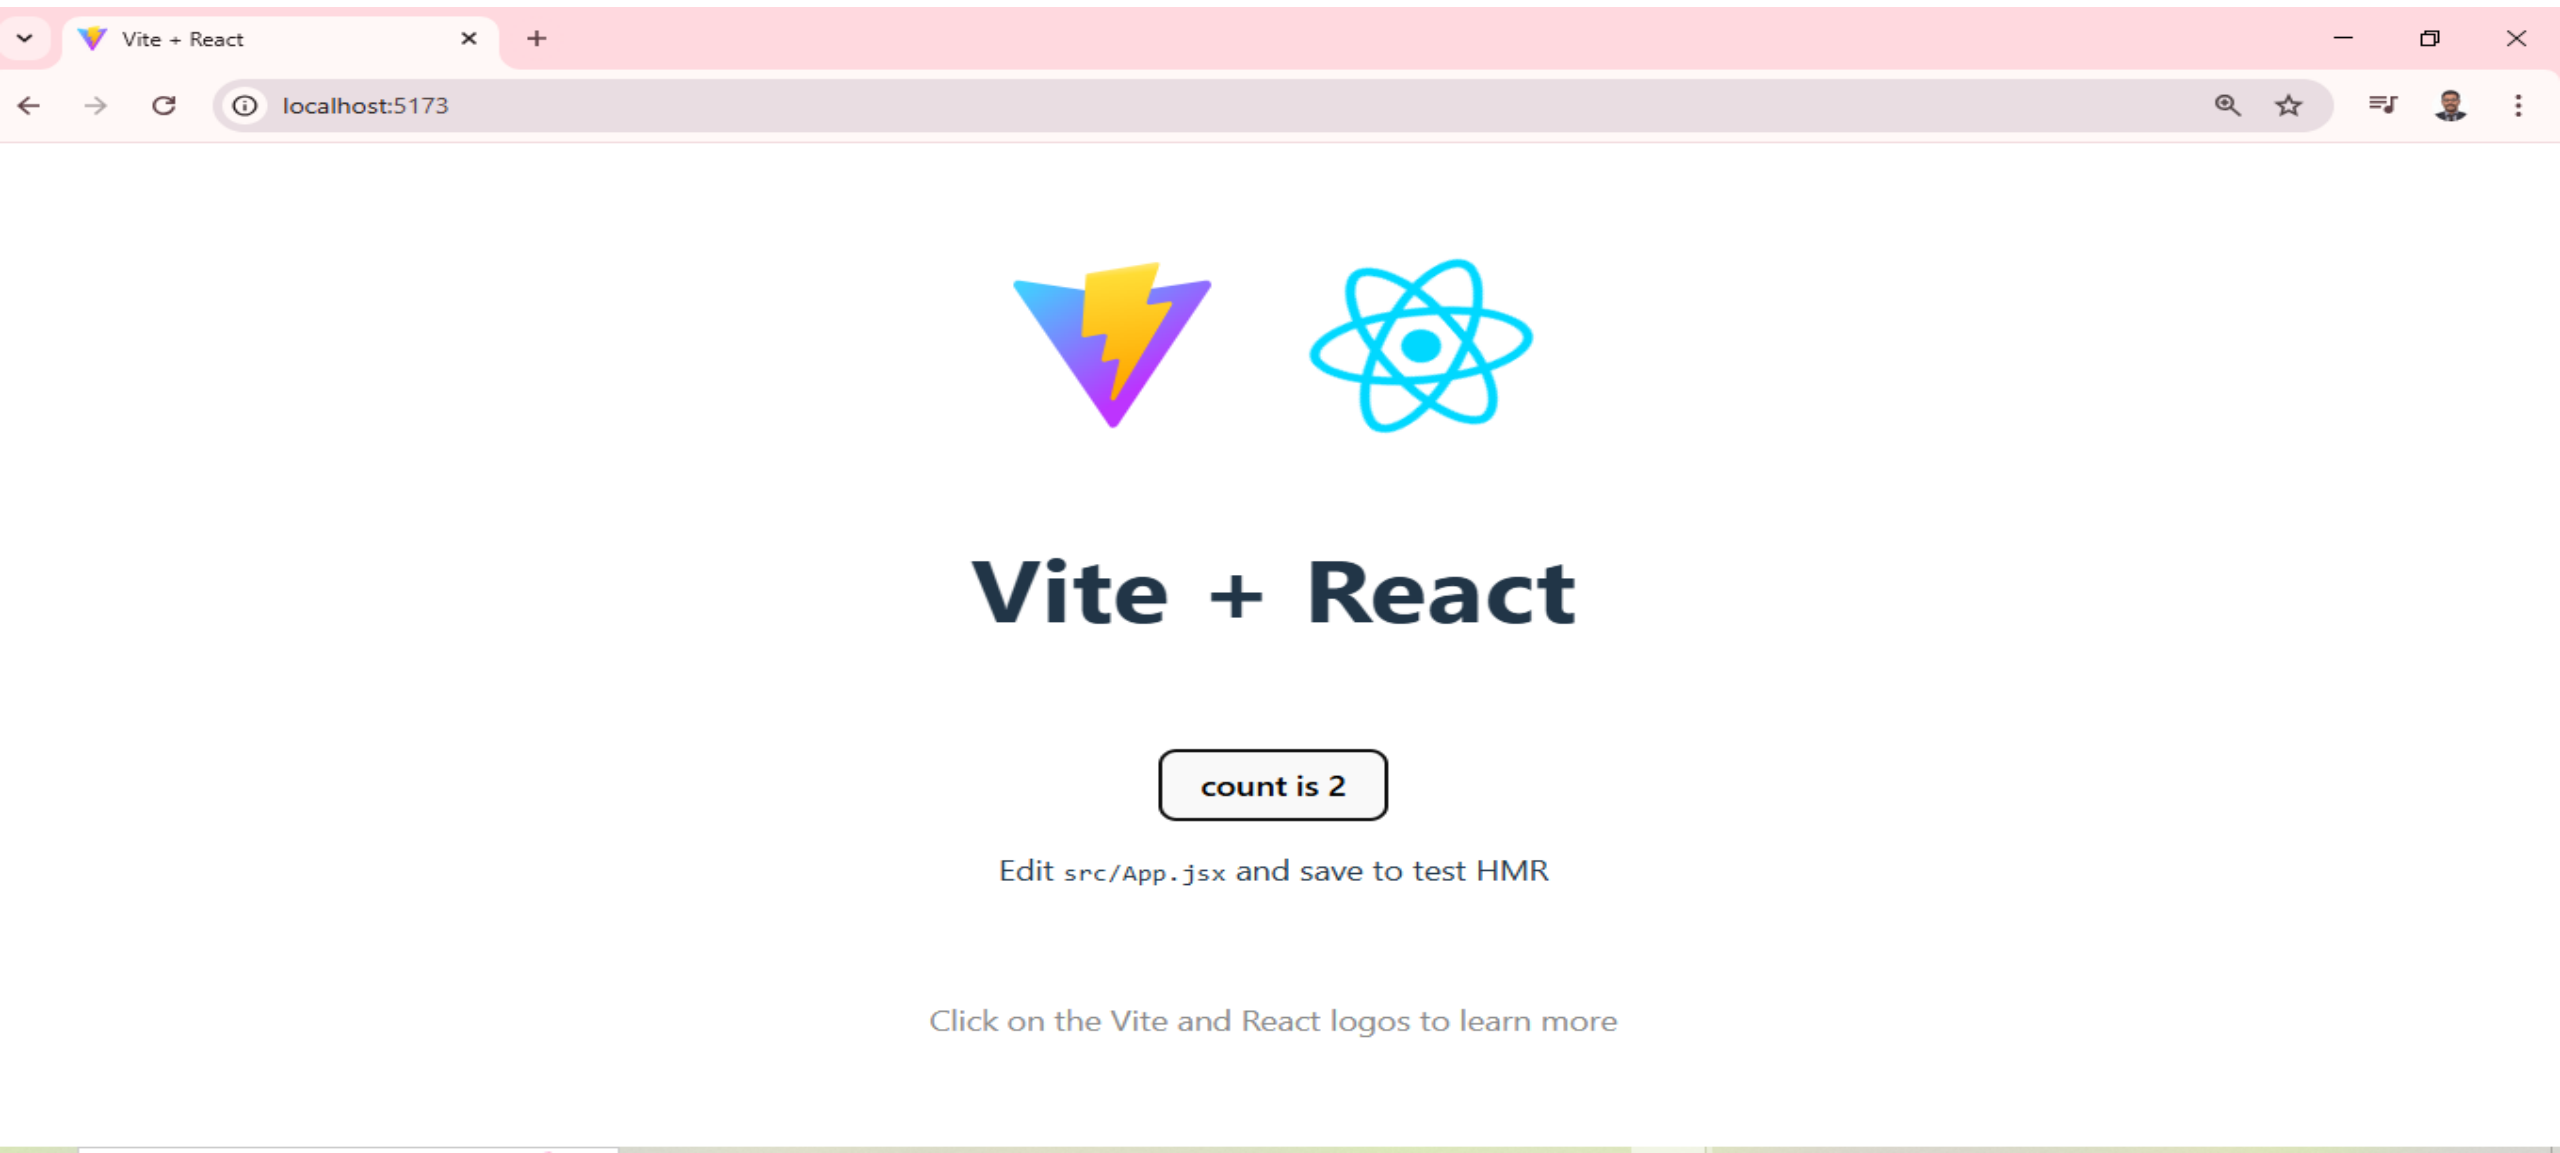 Vite + React
localhost:5173
Vite + React
count is 2
Edit src/App.jsx and save to test HMR
Click on the Vite and React logos to learn more